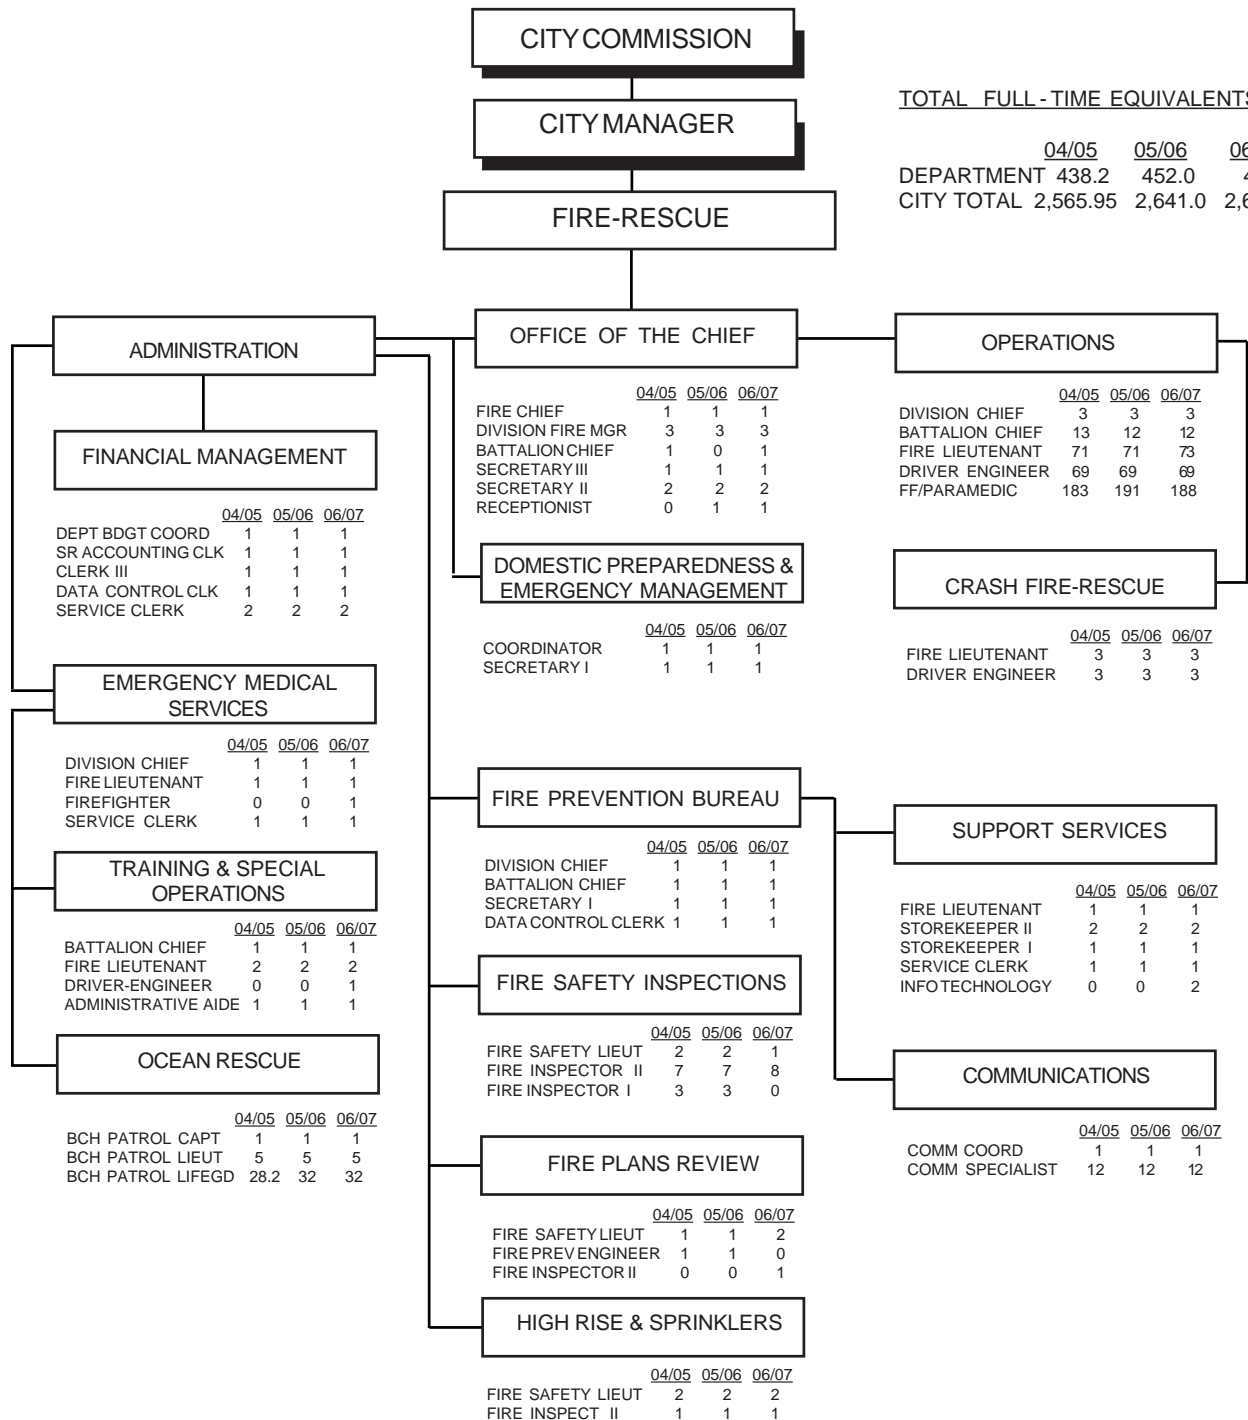 CITY COMMISSION
CITY MANAGER
FIRE-RESCUE
TOTAL FULL - TIME EQUIVALENTS
04/05 05/06
DEPARTMENT 438.2 452.0
CITY TOTAL 2,565.95 2,641.0
ADMINISTRATION
FINANCIAL MANAGEMENT
04/05 05/06 06/07
DEPT BDGT COORD 1 1 1
SR ACCOUNTING CLK 1 1 1
CLERK III 1 1 1
DATA CONTROL CLK 1 1 1
SERVICE CLERK 2 2 2
EMERGENCY MEDICAL
SERVICES
04/05 05/06 06/07
DIVISION CHIEF 1 1 1
FIRE LIEUTENANT 1 1 1
FIREFIGHTER 0 0 1
SERVICE CLERK 1 1 1
TRAINING & SPECIAL
OPERATIONS
04/05 05/06 06/07
BATTALION CHIEF 1 1 1
FIRE LIEUTENANT 2 2 2
DRIVER-ENGINEER 0 0 1
ADMINISTRATIVE AIDE 1 1 1
OCEAN RESCUE
04/05 05/06 06/07
BCH PATROL CAPT 1 1 1
BCH PATROL LIEUT 5 5 5
BCH PATROL LIFEGD 28.2 32 32
OFFICE OF THE CHIEF
04/05 05/06 06/07
FIRE CHIEF 1 1 1
DIVISION FIRE MGR 3 3 3
BATTALION CHIEF 1 0 1
SECRETARY III 1 1 1
SECRETARY II 2 2 2
RECEPTIONIST 0 1 1
DOMESTIC PREPAREDNESS &
EMERGENCY MANAGEMENT
04/05 05/06 06/07
COORDINATOR 1 1 1
SECRETARY I 1 1 1
FIRE PREVENTION BUREAU
04/05 05/06 06/07
DIVISION CHIEF 1 1 1
BATTALION CHIEF 1 1 1
SECRETARY I 1 1 1
DATA CONTROL CLERK 1 1 1
FIRE SAFETY INSPECTIONS
04/05 05/06 06/07
FIRE SAFETY LIEUT 2 2 1
FIRE INSPECTOR II 7 7 8
FIRE INSPECTOR I 3 3 0
FIRE PLANS REVIEW
04/05 05/06 06/07
FIRE SAFETY LIEUT 1 1 2
FIRE PREV ENGINEER 1 1 0
FIRE INSPECTOR II 0 0 1
HIGH RISE & SPRINKLERS
04/05 05/06 06/07
FIRE SAFETY LIEUT 2 2 2
FIRE INSPECT II 1 1 1
OPERATIONS
04/05 05/06 06/07
DIVISION CHIEF 3 3 3
BATTALION CHIEF 13 12 12
FIRE LIEUTENANT 71 71 73
DRIVER ENGINEER 69 69 69
FF/PARAMEDIC 183 191 188
CRASH FIRE-RESCUE
04/05 05/06 06/07
FIRE LIEUTENANT 3 3 3
DRIVER ENGINEER 3 3 3
SUPPORT SERVICES
04/05 05/06 06/07
FIRE LIEUTENANT 1 1 1
STOREKEEPER II 2 2 2
STOREKEEPER I 1 1 1
SERVICE CLERK 1 1 1
INFO TECHNOLOGY 0 0 2
COMMUNICATIONS
04/05 05/06 06/07
COMM COORD 1 1 1
COMM SPECIALIST 12 12 12